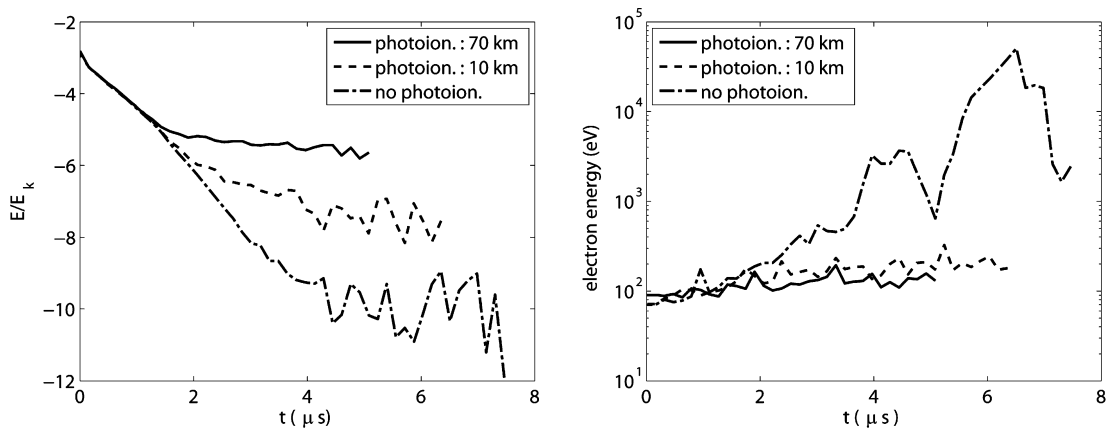 −2
−4
−6
−8
−10
−12
E/E_k
0
2
4
6
8
t ( μ s)
photoion. : 70 km
photoion. : 10 km
no photoion.
10^5
10^4
10^3
10^2
10^1
electron energy (eV)
0
2
4
6
8
t ( μ s)
photoion. : 70 km
photoion. : 10 km
no photoion.